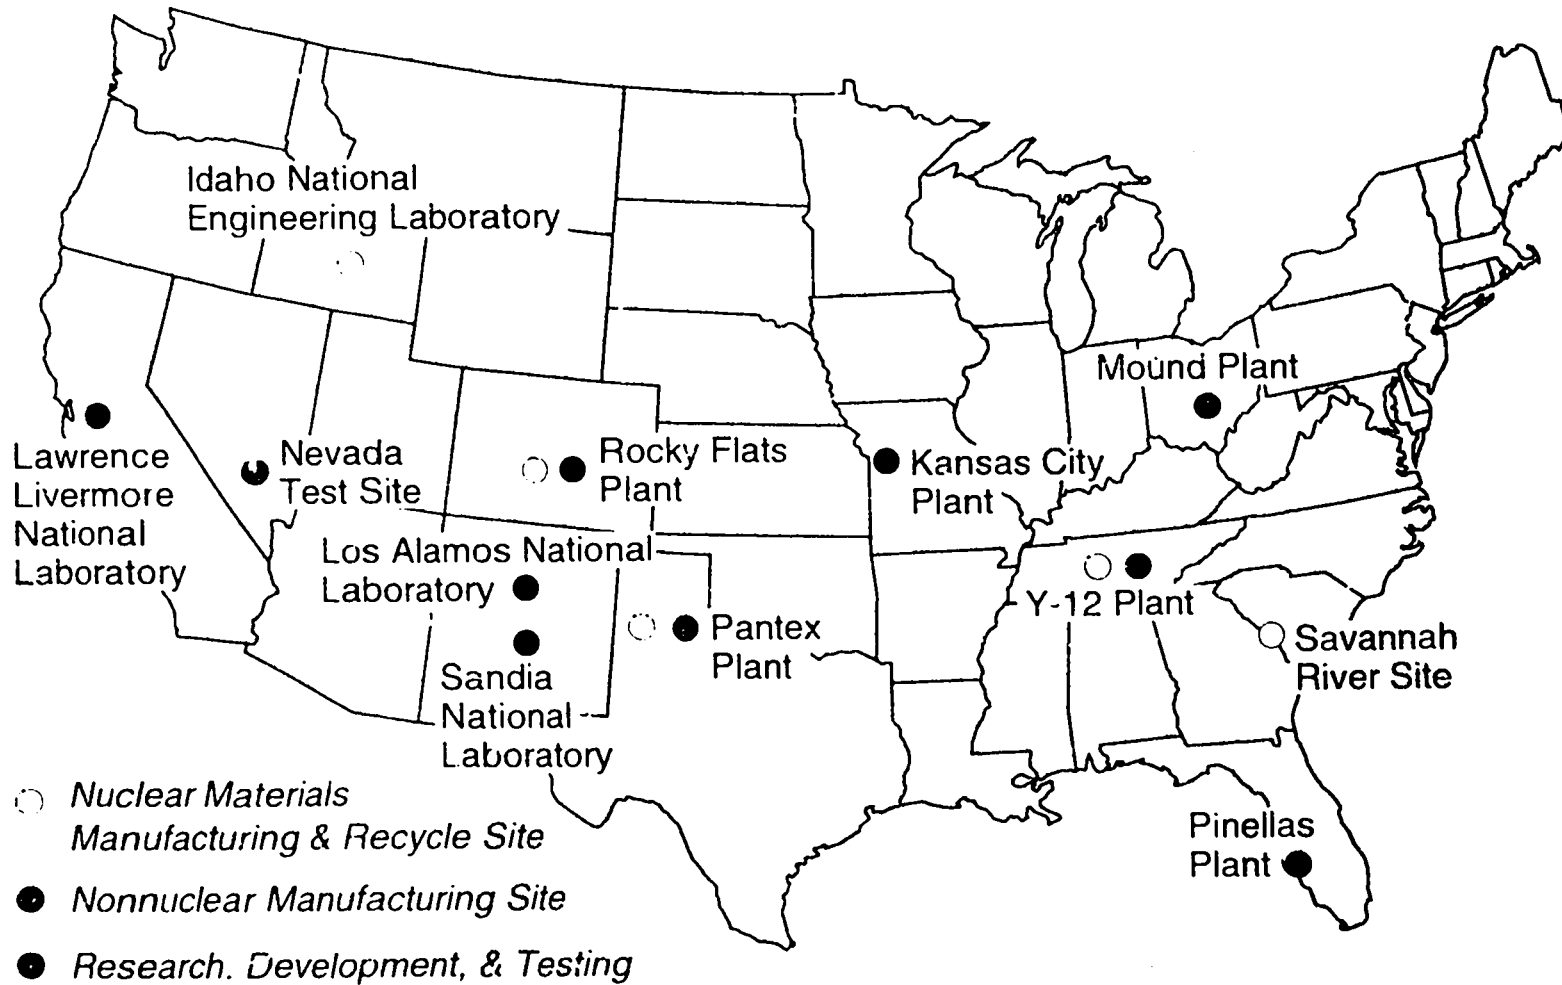 Idaho National
Engineering Laboratory
Mound Plant
Lawrence
Livermore
National
Laboratory
Nevada
Test Site
Rocky Flats
Plant
Kansas City
Plant
Los Alamos National
Laboratory
Y-12 Plant
Pantex
Plant
Savannah
River Site
Sandia
National
Laboratory
Nuclear Materials
Manufacturing & Recycle Site
Nonnuclear Manufacturing Site
Research. Development, & Testing
Pinellas
Plant